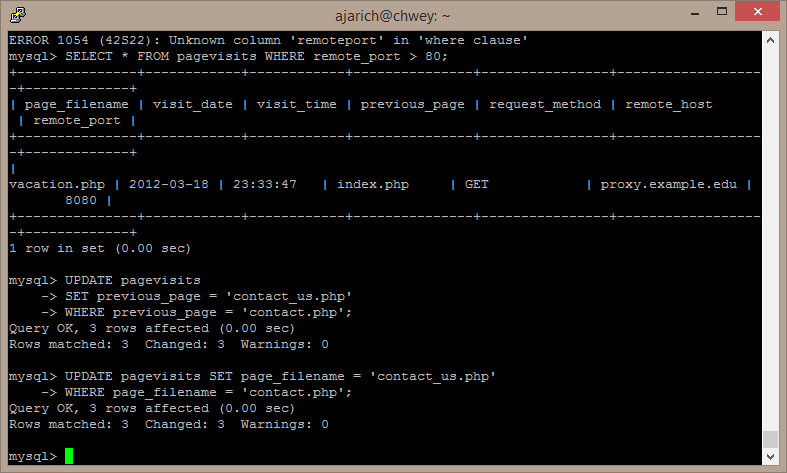 ajarich@chwey: ~
ERROR 1054 (42S22): Unknown column 'remoteport' in 'where clause'
mysql> SELECT * FROM pagevisits WHERE remote_port > 80;
+---------------+------------+------------+---------------+----------------+------------------
-+-------------+
| page_filename | visit_date | visit_time | previous_page | request_method | remote_host
 | remote_port |
+---------------+------------+------------+---------------+----------------+------------------
-+-------------+
|
vacation.php | 2012-03-18 | 23:33:47   | index.php     | GET            | proxy.example.edu |
       8080 |
+---------------+------------+------------+---------------+----------------+------------------
-+-------------+
1 row in set (0.00 sec)
mysql> UPDATE pagevisits
    -> SET previous_page = 'contact_us.php'
    -> WHERE previous_page = 'contact.php';
Query OK, 3 rows affected (0.00 sec)
Rows matched: 3  Changed: 3  Warnings: 0
mysql> UPDATE pagevisits SET page_filename = 'contact_us.php'
    -> WHERE page_filename = 'contact.php';
Query OK, 3 rows affected (0.00 sec)
Rows matched: 3  Changed: 3  Warnings: 0
mysql>